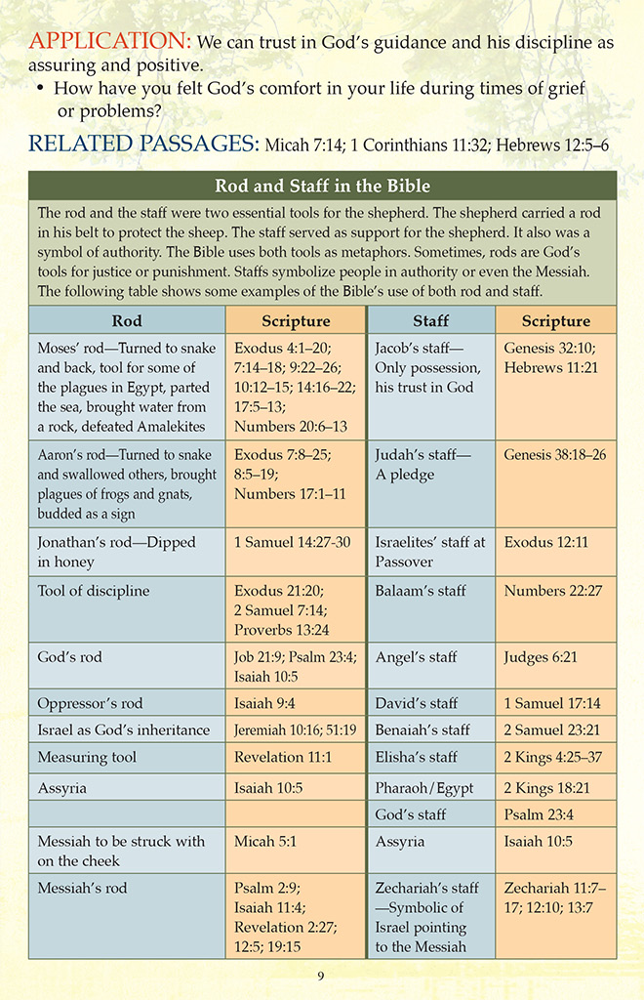 APPLICATION: We can trust in God's guidance and his discipline as
assuring and positive.
• How have you felt God's comfort in your life during times of grief
or problems?
RELATED PASSAGES: Micah 7:14; 1 Corinthians 11:32; Hebrews 12:5–6
Rod and Staff in the Bible
The rod and the staff were two essential tools for the shepherd. The shepherd carried a rod
in his belt to protect the sheep. The staff served as support for the shepherd. It also was a
symbol of authority. The Bible uses both tools as metaphors. Sometimes, rods are God's
tools for justice or punishment. Staffs symbolize people in authority or even the Messiah.
The following table shows some examples of the Bible's use of both rod and staff.
Rod
Scripture
Staff
Scripture
Moses' rod—Turned to snake
and back, tool for some of
the plagues in Egypt, parted
the sea, brought water from
a rock, defeated Amalekites
Exodus 4:1–20;
7:14–18; 9:22–26;
10:12–15; 14:16–22;
17:5–13;
Numbers 20:6–13
Jacob's staff—
Only possession,
his trust in God
Genesis 32:10;
Hebrews 11:21
Aaron's rod—Turned to snake
and swallowed others, brought
plagues of frogs and gnats,
budded as a sign
Exodus 7:8–25;
8:5–19;
Numbers 17:1–11
Judah's staff—
A pledge
Genesis 38:18–26
Jonathan's rod—Dipped
in honey
1 Samuel 14:27-30
Israelites' staff at
Passover
Exodus 12:11
Tool of discipline
Exodus 21:20;
2 Samuel 7:14;
Proverbs 13:24
Balaam's staff
Numbers 22:27
God's rod
Job 21:9; Psalm 23:4;
Isaiah 10:5
Angel's staff
Judges 6:21
Oppressor's rod
Isaiah 9:4
David's staff
1 Samuel 17:14
Israel as God's inheritance
Jeremiah 10:16; 51:19
Benaiah's staff
2 Samuel 23:21
Measuring tool
Revelation 11:1
Elisha's staff
2 Kings 4:25–37
Assyria
Isaiah 10:5
Pharaoh/Egypt
2 Kings 18:21
God's staff
Psalm 23:4
Messiah to be struck with
on the cheek
Micah 5:1
Assyria
Isaiah 10:5
Messiah's rod
Psalm 2:9;
Isaiah 11:4;
Revelation 2:27;
12:5; 19:15
Zechariah's staff
—Symbolic of
Israel pointing
to the Messiah
Zechariah 11:7–
17; 12:10; 13:7
9